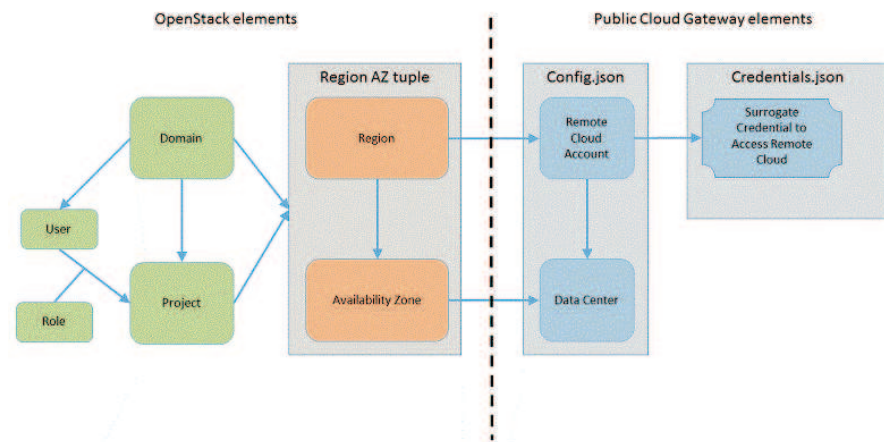 OpenStack elements
Public Cloud Gateway elements
Region AZ tuple
Config.json
Credentials.json
Domain
Region
Remote
Cloud
Account
Surrogate
Credential to
Access Remote
Cloud
User
Role
Project
Availability Zone
Data Center